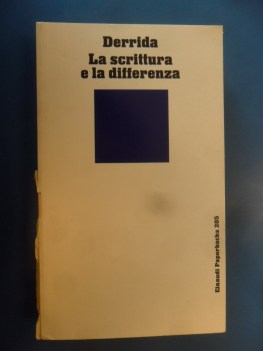 Derrida
La scrittura
e la differenza
Einaudi Paperbacks 205